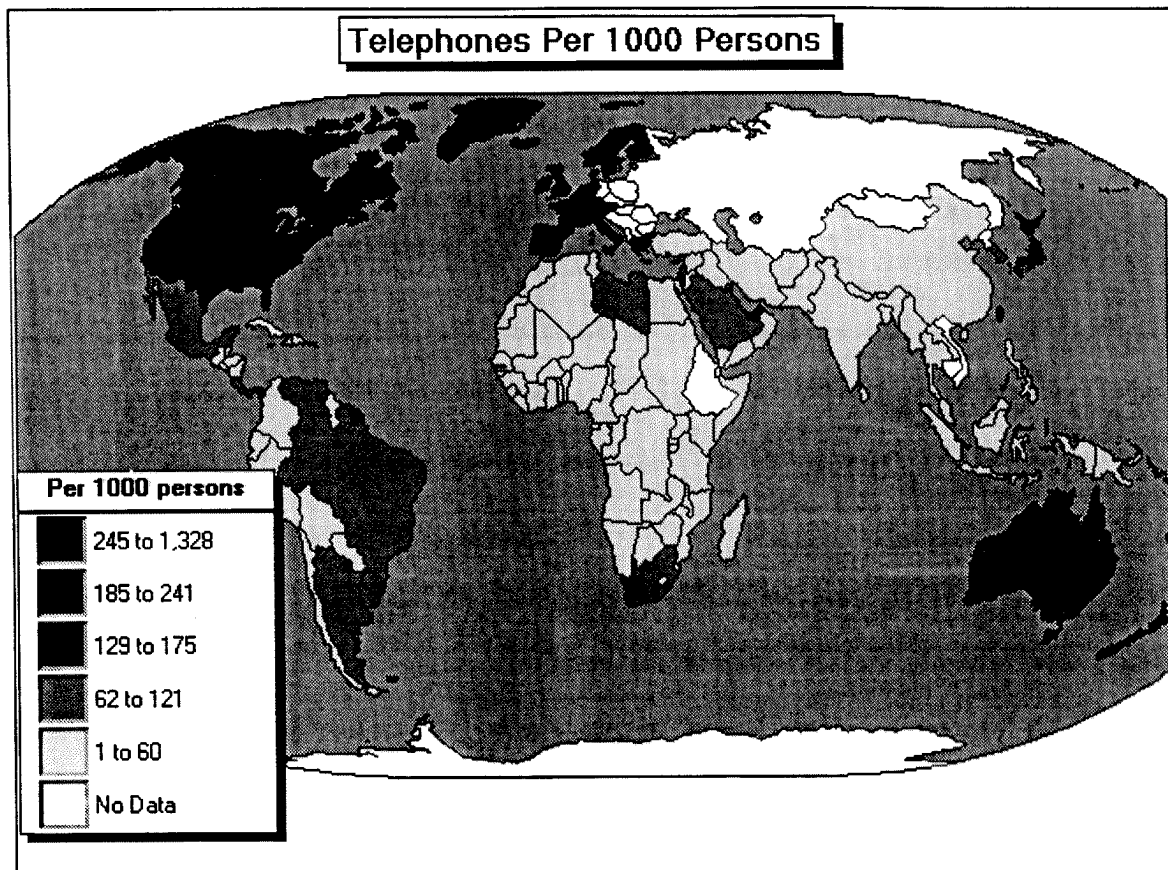 Telephones Per 1000 Persons
Per 1000 persons
245 to 1,328
185 to 241
129 to 175
62 to 121
1 to 60
No Data